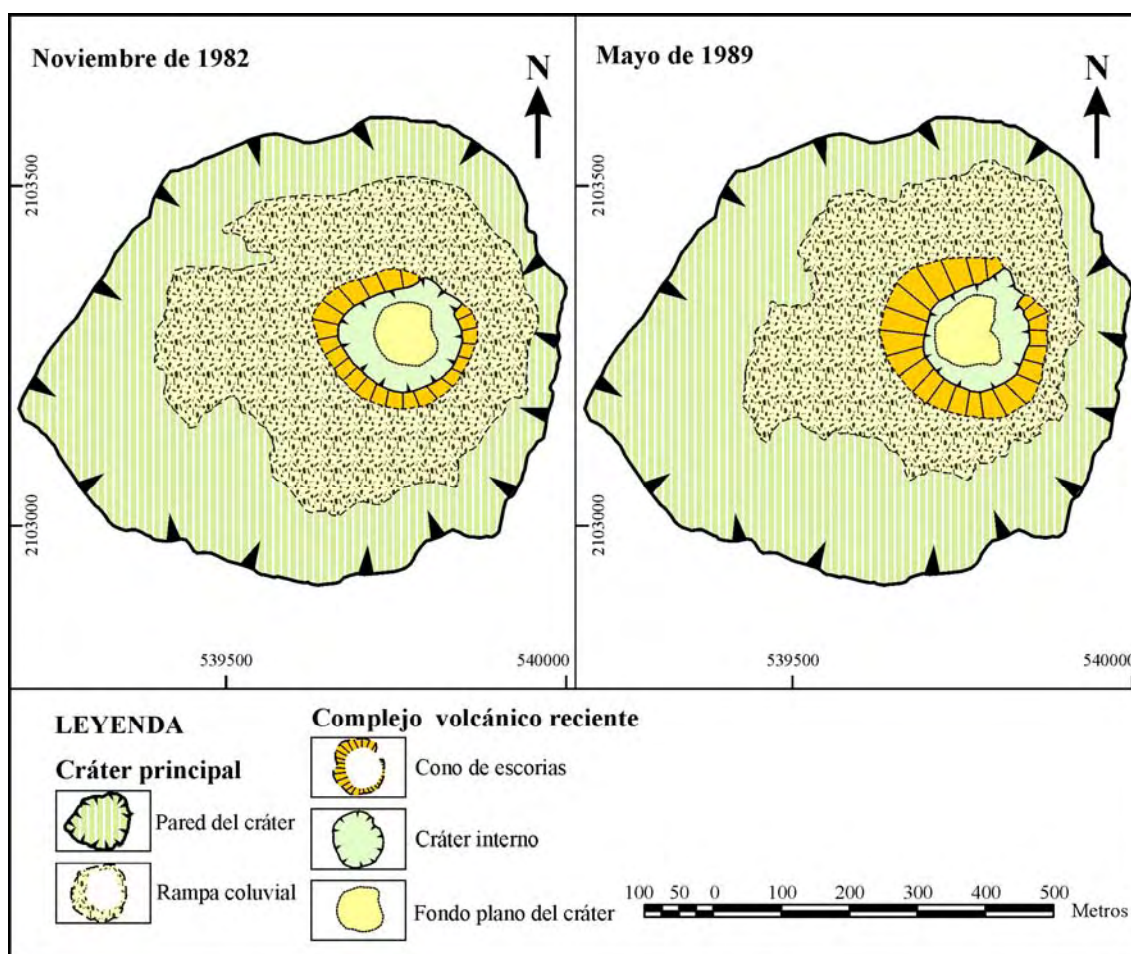 Noviembre de 1982
N
2103500
2103000
539500
540000
Mayo de 1989
N
2103500
2103000
539500
540000
LEYENDA
Cráter principal
Pared del cráter
Rampa coluvial
Complejo volcánico reciente
Cono de escorias
Cráter interno
Fondo plano del cráter
100 50 0 100 200 300 400 500
Metros